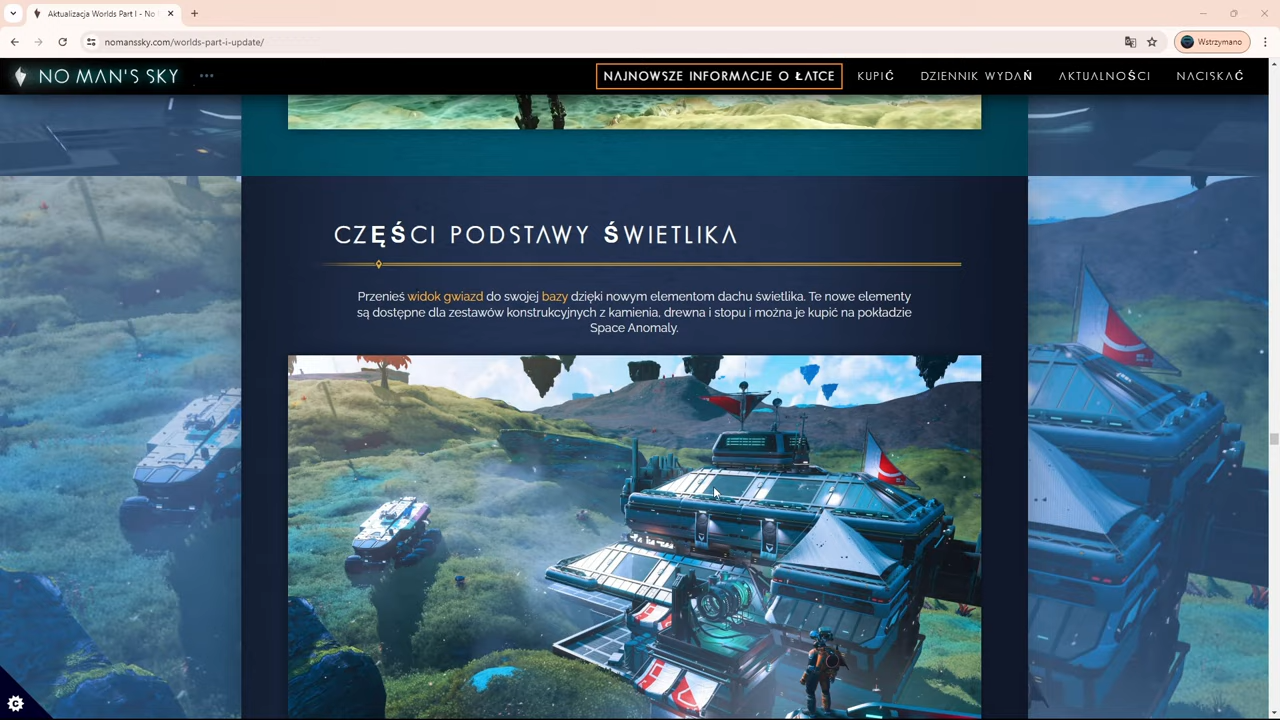 Aktualizacja Worlds Part I - No
nomanssky.com/worlds-part-i-update/
Wstrzymano
NO MAN'S SKY
NAJNOWSZE INFORMACJE O ŁATCE
KUPIĆ
DZIENNIK WYDAŃ
AKTUALNOŚCI
NACISKAĆ
CZĘŚCI PODSTAWY ŚWIETLIKA
Przenieś widok gwiazd do swojej bazy dzięki nowym elementom dachu świetlika. Te nowe elementy
są dostępne dla zestawów konstrukcyjnych z kamienia, drewna i stopu i można je kupić na pokładzie
Space Anomaly.